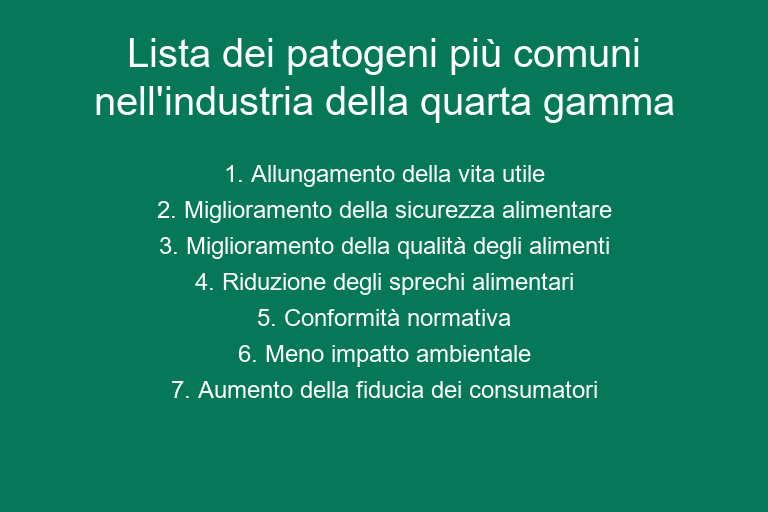 Lista dei patogeni più comuni
nell'industria della quarta gamma
1. Allungamento della vita utile
2. Miglioramento della sicurezza alimentare
3. Miglioramento della qualità degli alimenti
4. Riduzione degli sprechi alimentari
5. Conformità normativa
6. Meno impatto ambientale
7. Aumento della fiducia dei consumatori